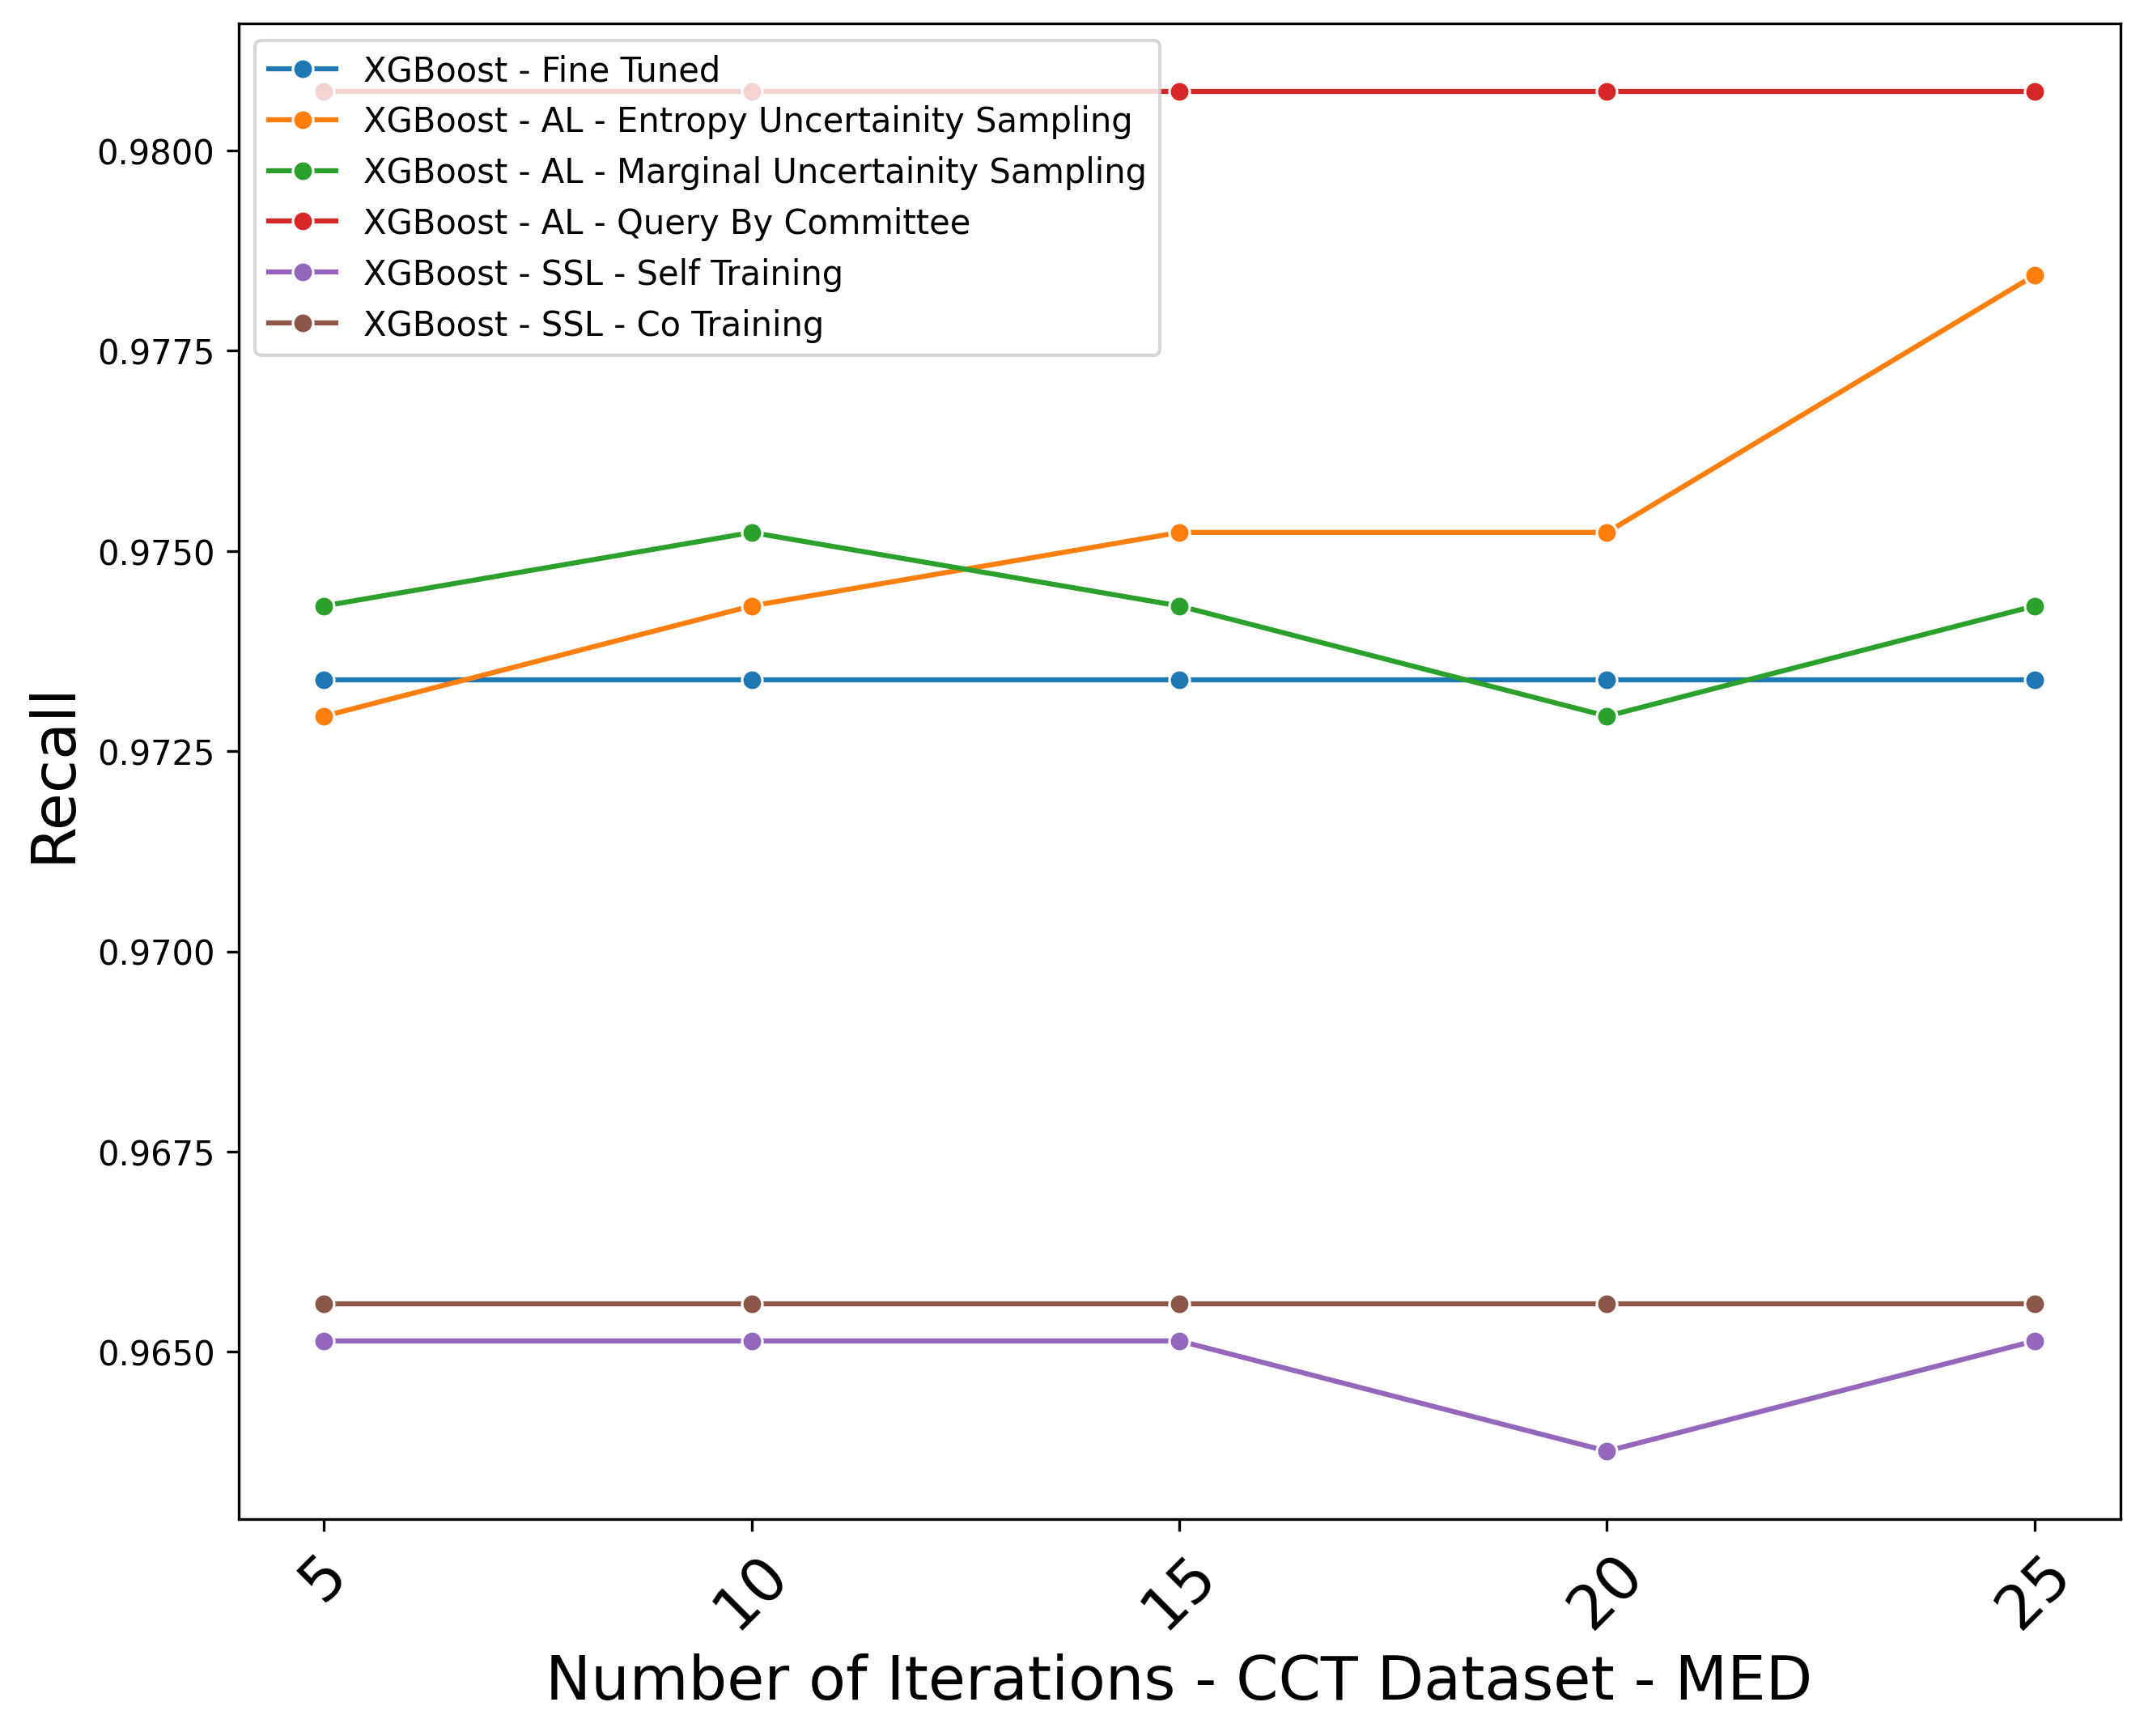 XGBoost - Fine Tuned
XGBoost - AL - Entropy Uncertainity Sampling
XGBoost - AL - Marginal Uncertainity Sampling
XGBoost - AL - Query By Committee
XGBoost - SSL - Self Training
XGBoost - SSL - Co Training
0.9800
0.9775
0.9750
0.9725
0.9700
0.9675
0.9650
Recall
5 10 15 20 25
Number of Iterations - CCT Dataset - MED